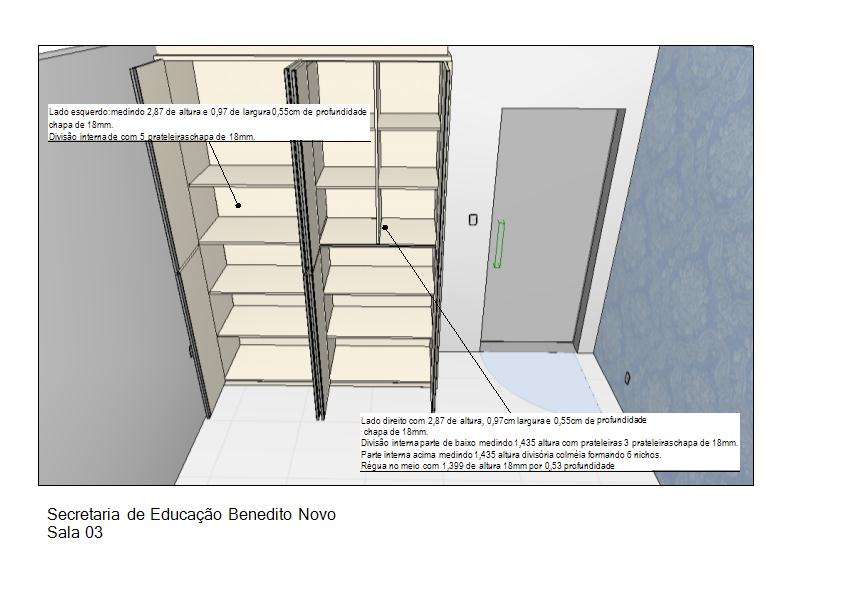 Lado esquerdo:medindo 2,87 de altura e 0,97 de largura0,55cm de profundidade
chapa de 18mm.
Divisão interna de com 5 prateleiraschapa de 18mm.
Lado direito com 2,87 de altura, 0,97cm largura e 0,55cm de profundidade
chapa de 18mm.
Divisão internaparte de baixo medindo 1,435 altura com prateleiras 3 prateleiraschapa de 18mm.
Parte interna acima medindo 1,435 altura divisória colméia formando 6 nichos.
Régua no meio com 1,399 de altura 18mm por 0,53 profundidade
Secretaria de Educação Benedito Novo
Sala 03